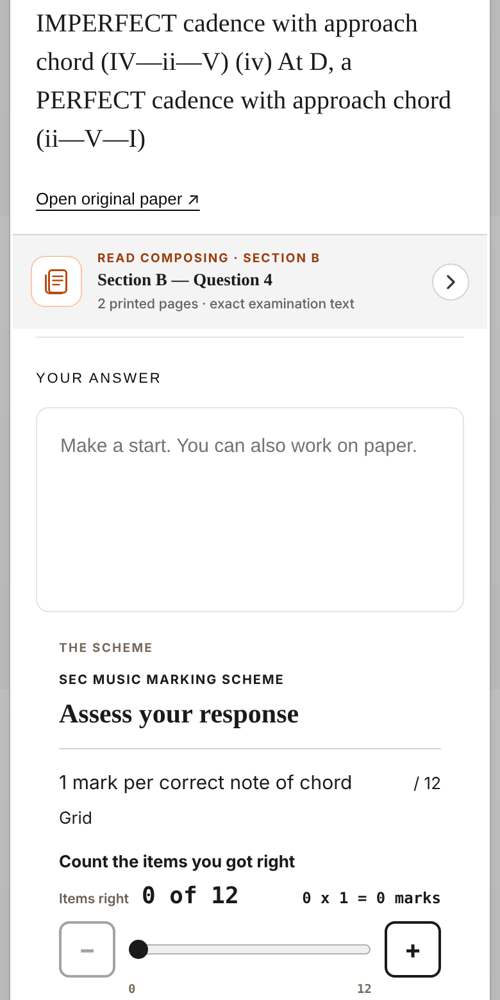 IMPERFECT cadence with approach
chord (IV—ii—V) (iv) At D, a
PERFECT cadence with approach chord
(ii—V—I)
Open original paper ↗
READ COMPOSING · SECTION B
Section B — Question 4
2 printed pages · exact examination text
YOUR ANSWER
Make a start. You can also work on paper.
THE SCHEME
SEC MUSIC MARKING SCHEME
Assess your response
1 mark per correct note of chord / 12
Grid
Count the items you got right
Items right 0 of 12 0 x 1 = 0 marks
− +
0 12